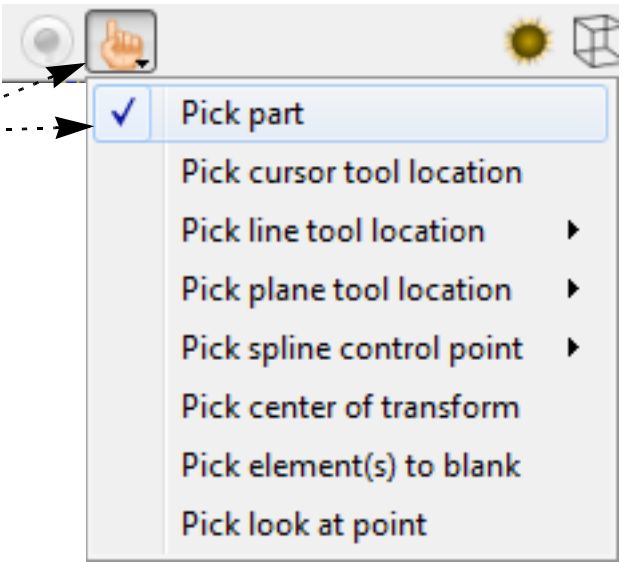 Pick part
Pick cursor tool location
Pick line tool location
Pick plane tool location
Pick spline control point
Pick center of transform
Pick element(s) to blank
Pick look at point